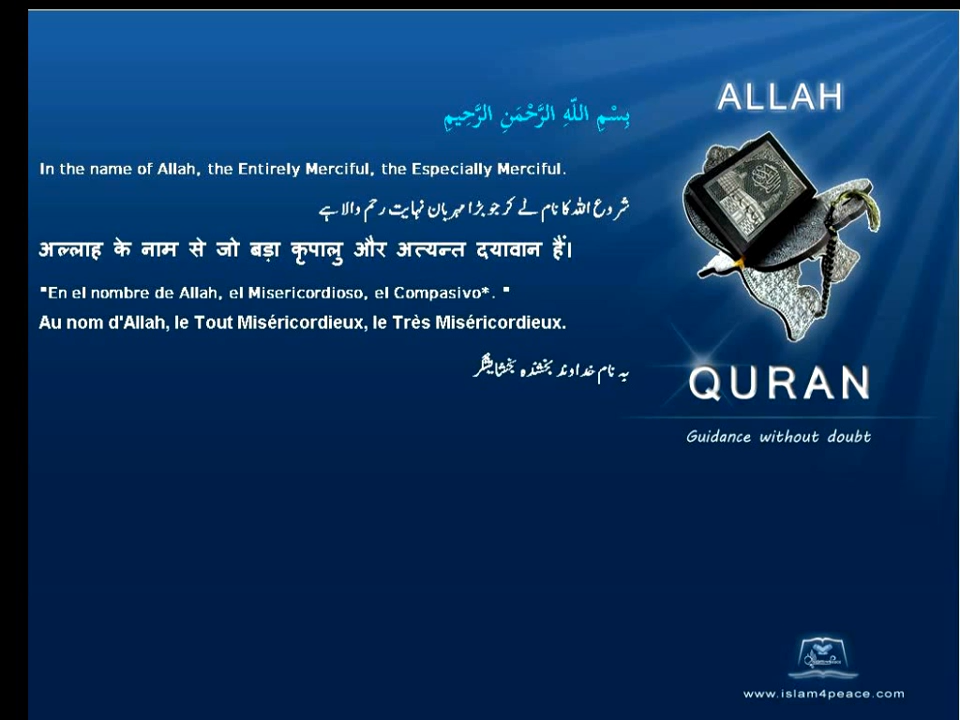 بِسْمِ اللّهِ الرَّحْمَنِ الرَّحِيمِ
In the name of Allah, the Entirely Merciful, the Especially Merciful.
شروع اللہ کا نام لے کر جو بڑا مہربان نہایت رحم والا ہے
अल्लाह के नाम से जो बड़ा कृपालु और अत्यन्त दयावान हैं।
"En el nombre de Allah, el Misericordioso, el Compasivo*. "
Au nom d'Allah, le Tout Miséricordieux, le Très Miséricordieux.
به نام خداوند بخشنده بخشایشگر
ALLAH
QURAN
Guidance without doubt
www.islam4peace.com